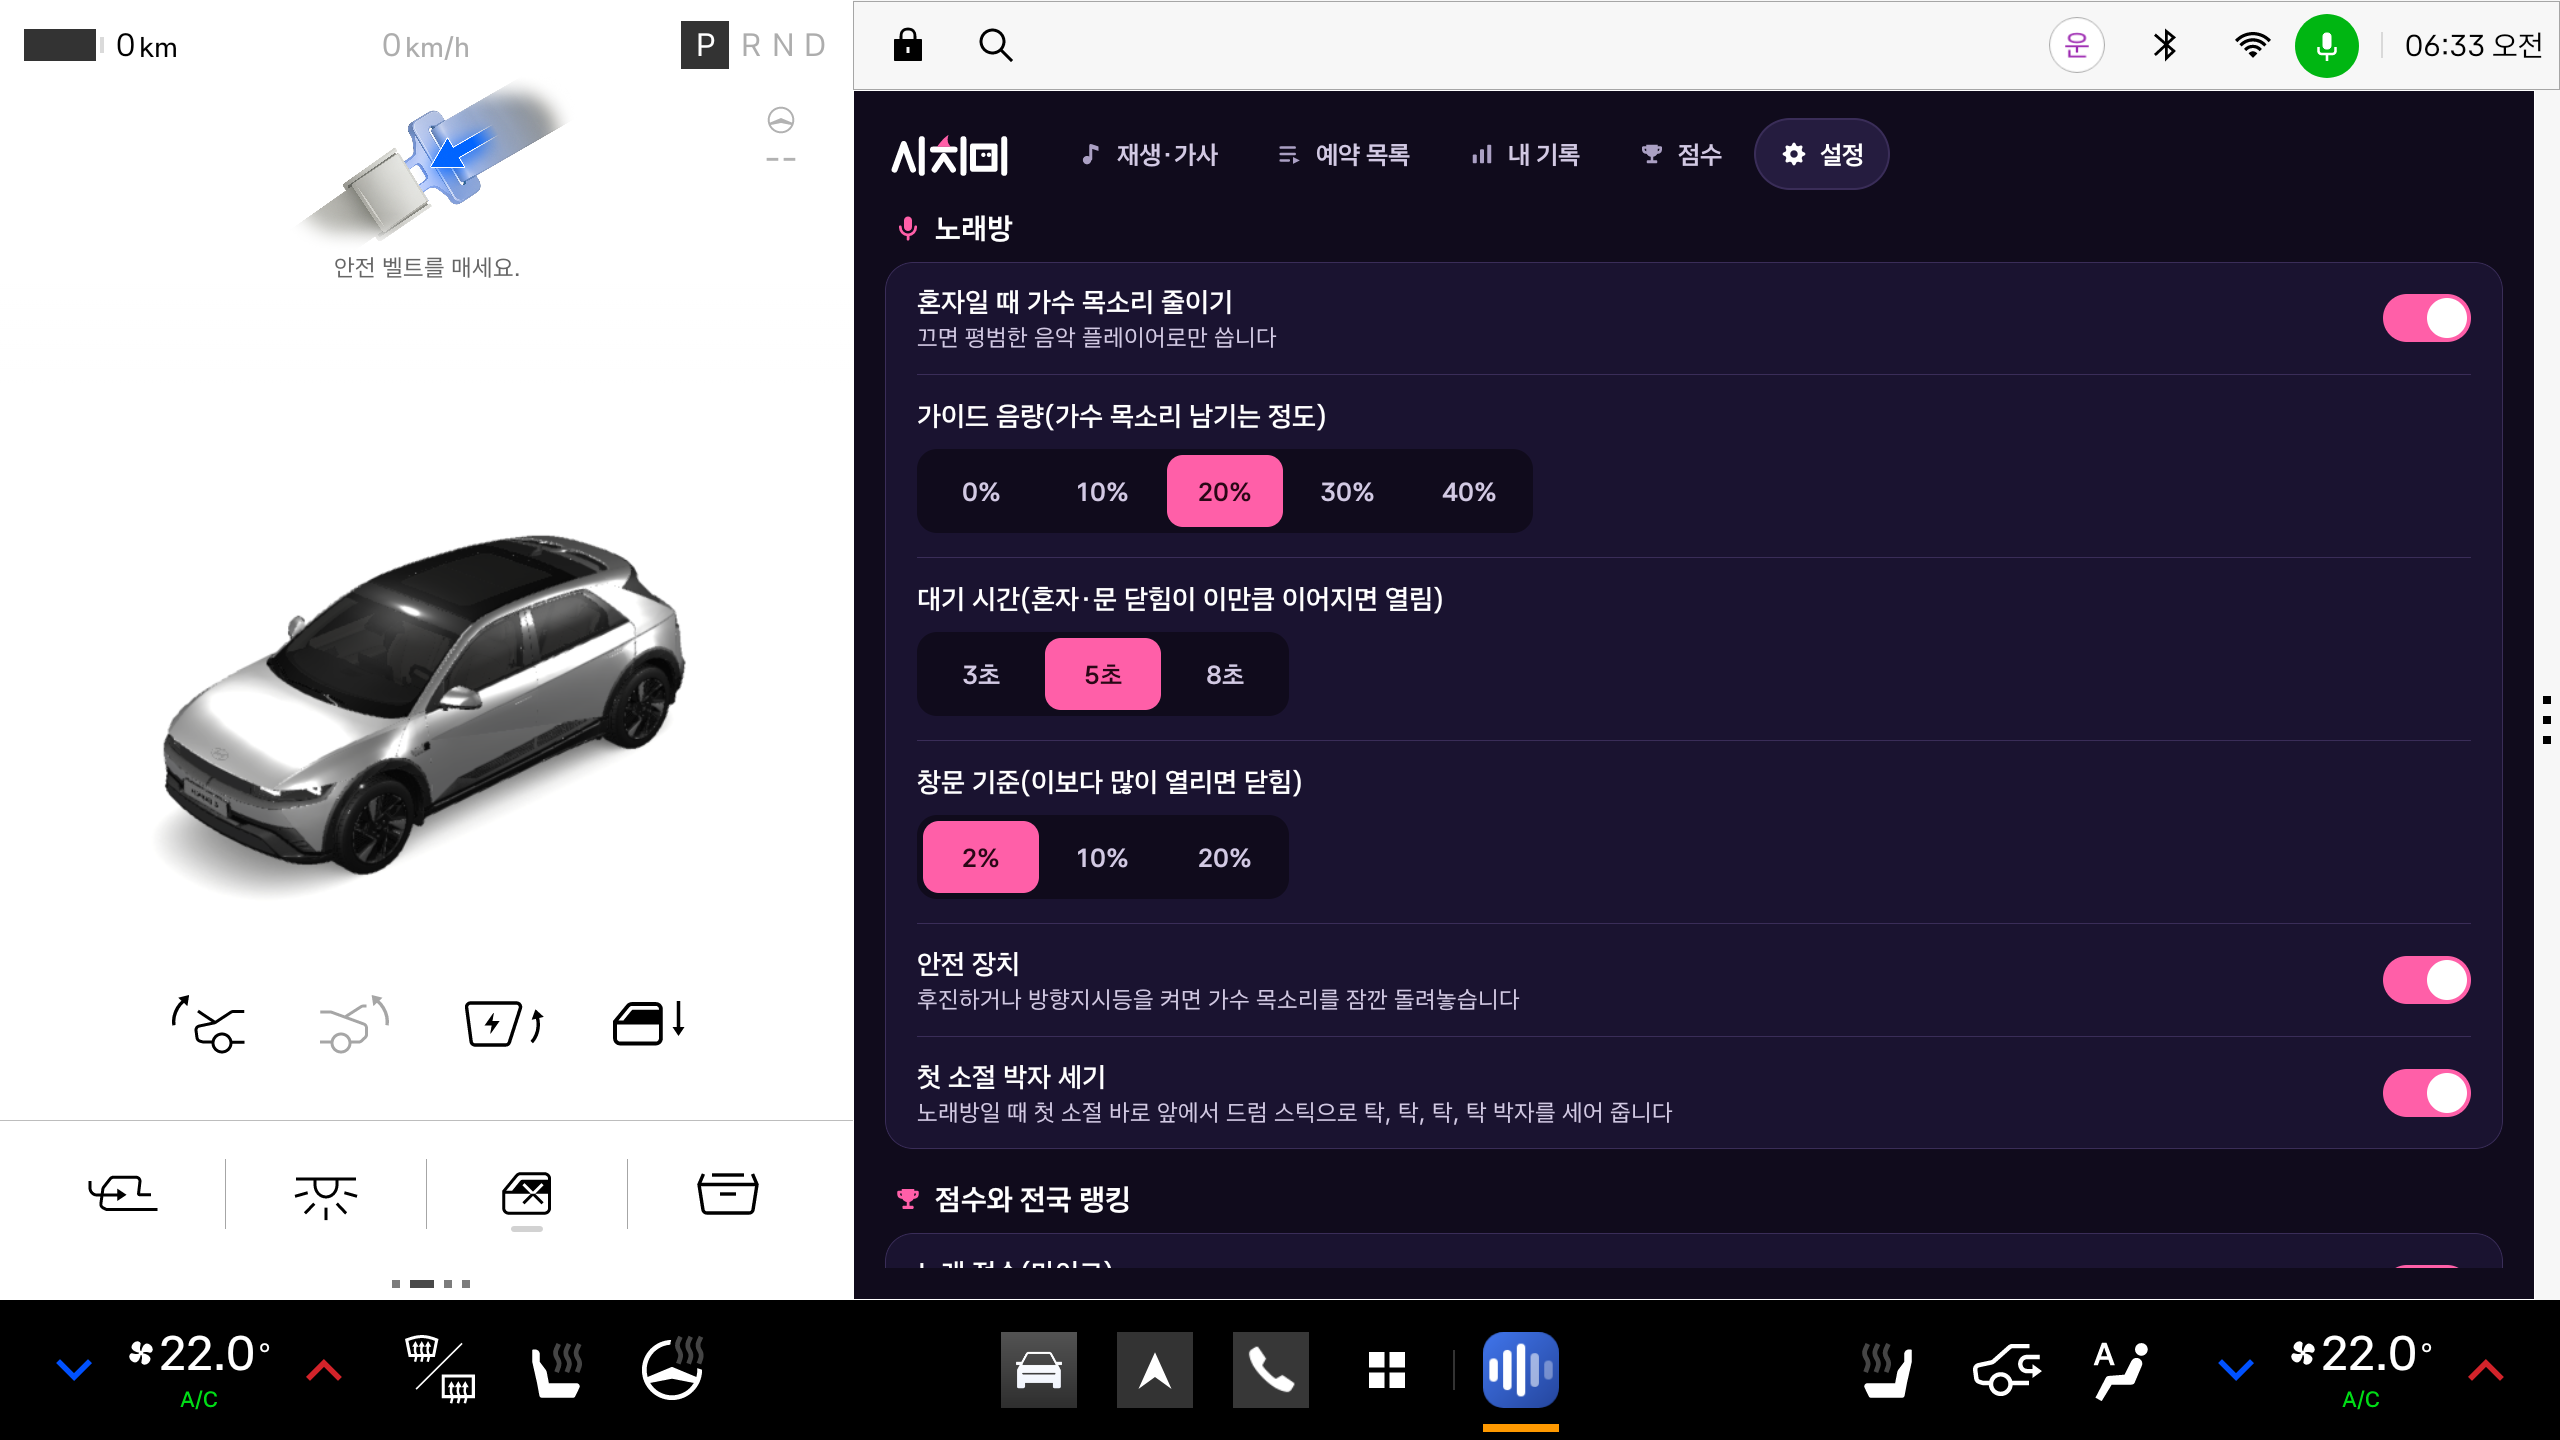 0 km
0 km/h
P R N D
운
06:33 오전
안전 벨트를 매세요.
시치미
재생·가사
예약 목록
내 기록
점수
설정
노래방
혼자일 때 가수 목소리 줄이기
끄면 평범한 음악 플레이어로만 씁니다
가이드 음량(가수 목소리 남기는 정도)
0% 10% 20% 30% 40%
대기 시간(혼자·문 닫힘이 이만큼 이어지면 열림)
3초 5초 8초
창문 기준(이보다 많이 열리면 닫힘)
2% 10% 20%
안전 장치
후진하거나 방향지시등을 켜면 가수 목소리를 잠깐 돌려놓습니다
첫 소절 박자 세기
노래방일 때 첫 소절 바로 앞에서 드럼 스틱으로 탁, 탁, 탁, 탁 박자를 세어 줍니다
점수와 전국 랭킹
22.0°
A/C
A
22.0°
A/C